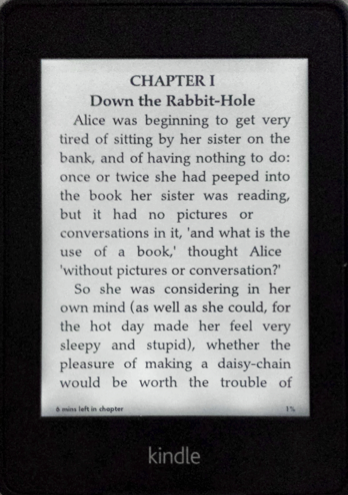 CHAPTER I
Down the Rabbit-Hole
Alice was beginning to get very
tired of sitting by her sister on the
bank, and of having nothing to do:
once or twice she had peeped into
the book her sister was reading,
but it had no pictures or
conversations in it, 'and what is the
use of a book,' thought Alice
'without pictures or conversation?'
So she was considering in her
own mind (as well as she could, for
the hot day made her feel very
sleepy and stupid), whether the
pleasure of making a daisy-chain
would be worth the trouble of
6 mins left in chapter 1%
kindle